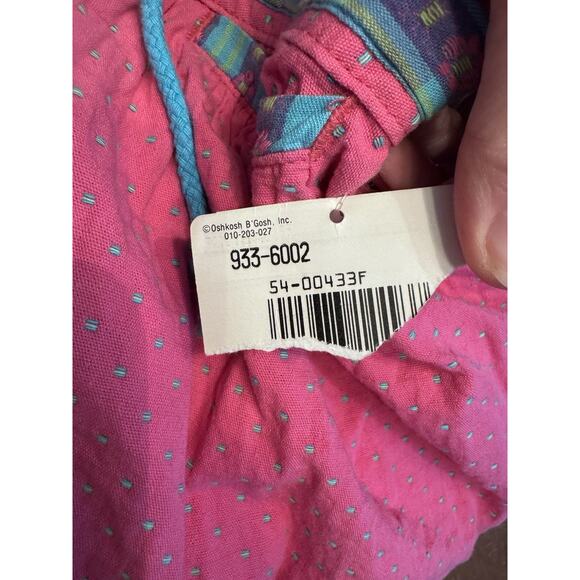 ©Oshkosh B'Gosh, Inc.
010-203-027
933-6002
54-00433F